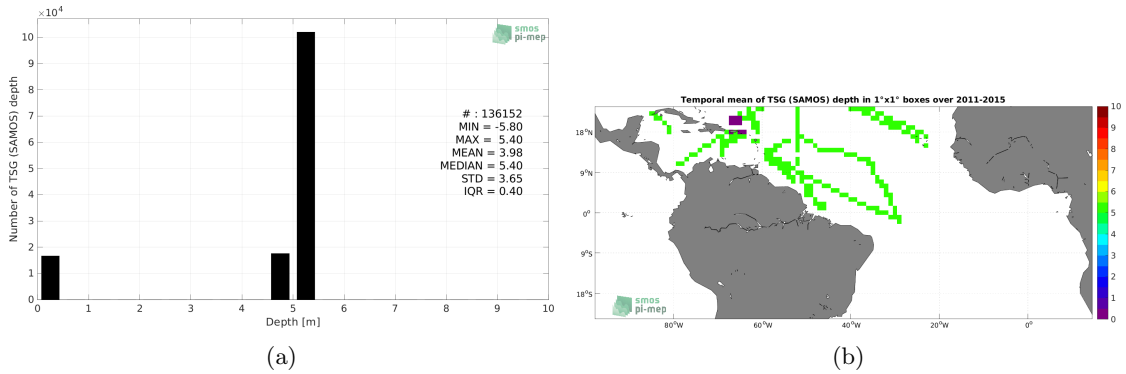 ×10⁴
smos
pi-mep
10
9
8
7
6
5
4
3
2
1
0
Number of TSG (SAMOS) depth
# : 136152
MIN = -5.80
MAX = 5.40
MEAN = 3.98
MEDIAN = 5.40
STD = 3.65
IQR = 0.40
0 1 2 3 4 5 6 7 8 9 10
Depth [m]
(a)
Temporal mean of TSG (SAMOS) depth in 1°x1° boxes over 2011-2015
18°N
9°N
0°
9°S
18°S
smos
pi-mep
80°W 60°W 40°W 20°W 0°
10
9
8
7
6
5
4
3
2
1
0
(b)